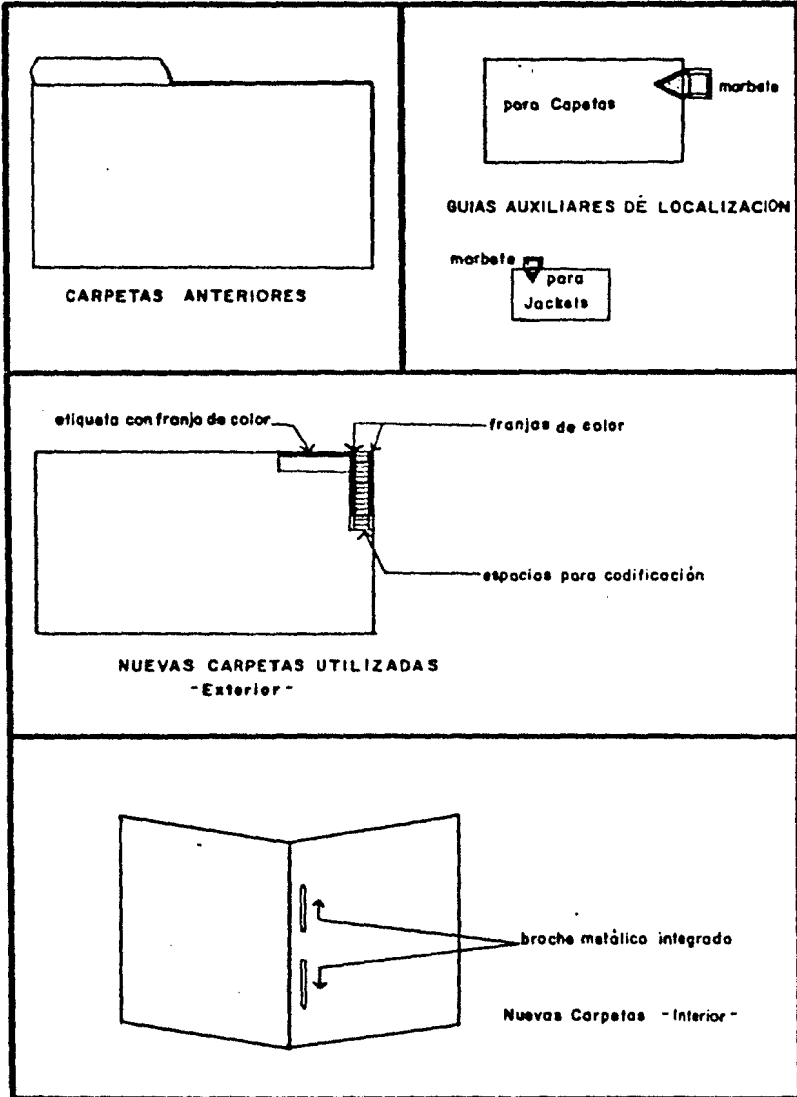 CARPETAS ANTERIORES
para Capetas
marbete
GUIAS AUXILIARES DE LOCALIZACION
marbete
para
Jackets
etiqueta con franja de color
franjas de color
espacios para codificación
NUEVAS CARPETAS UTILIZADAS
-Exterior-
broche metálico integrado
Nuevas Carpetas -Interior-